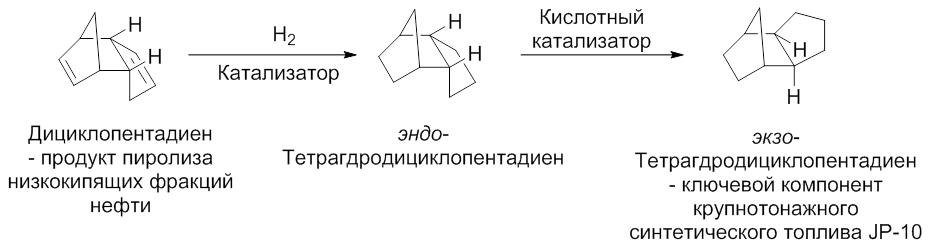 H
H
H₂
Катализатор
H
H
Кислотный
катализатор
H
H
Дициклопентадиен
- продукт пиролиза
низкокипящих фракций
нефти
эндо-
Тетрагдродициклопентадиен
экзо-
Тетрагдродициклопентадиен
- ключевой компонент
крупнотонажного
синтетического топлива JP-10